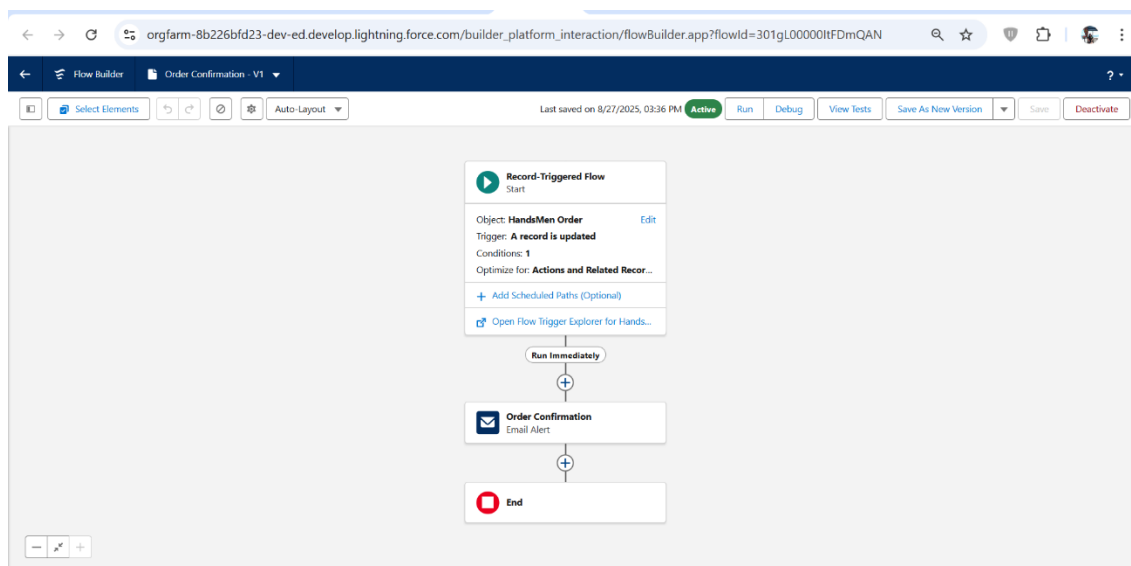 orgfarm-8b226bfd23-dev-ed.develop.lightning.force.com/builder_platform_interaction/flowBuilder.app?flowId=301gL00000ItFDmQAN
Flow Builder Order Confirmation - V1 ?
Select Elements Auto-Layout Last saved on 8/27/2025, 03:36 PM Active Run Debug View Tests Save As New Version Save Deactivate
Record-Triggered Flow
Start
Object: HandsMen Order Edit
Trigger: A record is updated
Conditions: 1
Optimize for: Actions and Related Recor...
+ Add Scheduled Paths (Optional)
Open Flow Trigger Explorer for Hands...
Run Immediately
Order Confirmation
Email Alert
End